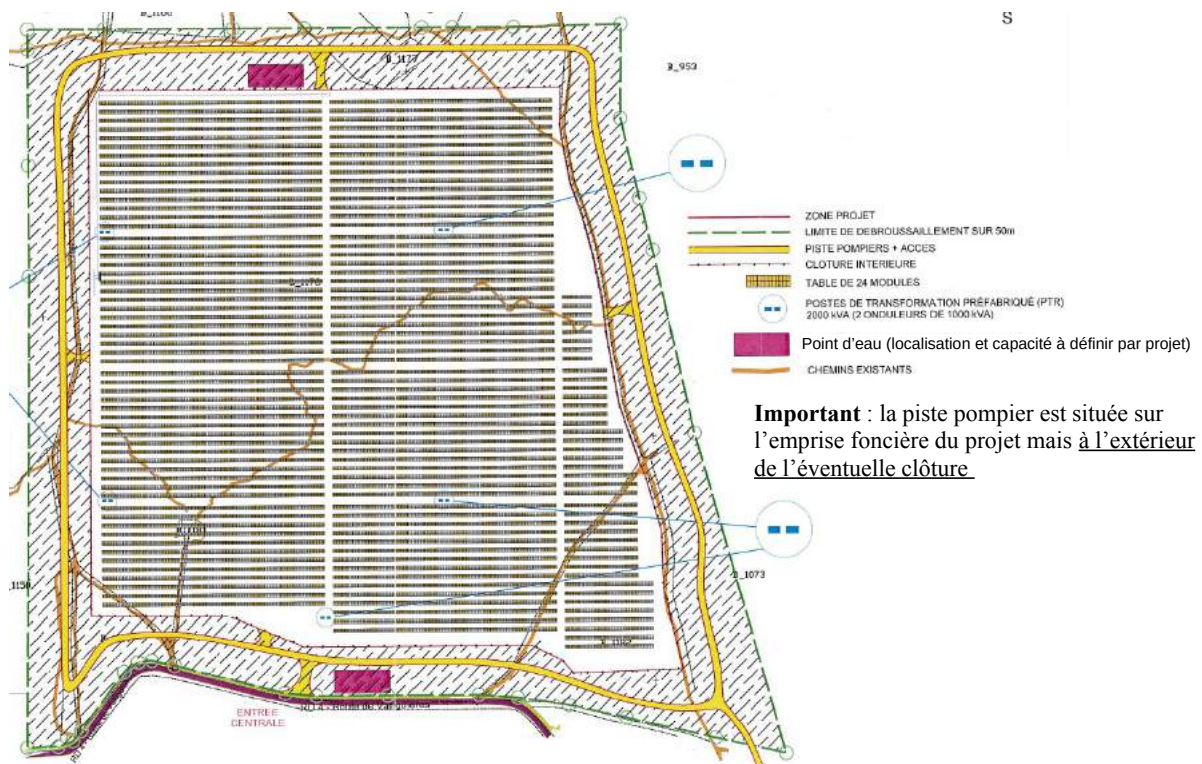 S
B_1177
B_953
ZONE PROJET
LIMITE DE DEBROUSSAILLEMENT SUR 50m
PISTE POMPIERS + ACCES
CLOTURE INTERIEURE
TABLE DE 24 MODULES
POSTES DE TRANSFORMATION PRÉFABRIQUÉ (PTR)
2000 kVA (2 ONDULEURS DE 1000 kVA)
Point d’eau (localisation et capacité à définir par projet)
CHEMINS EXISTANTS
Important : la piste pompier est située sur
l’emprise foncière du projet mais à l’extérieur
de l’éventuelle clôture
_1073
ENTREE
CENTRALE